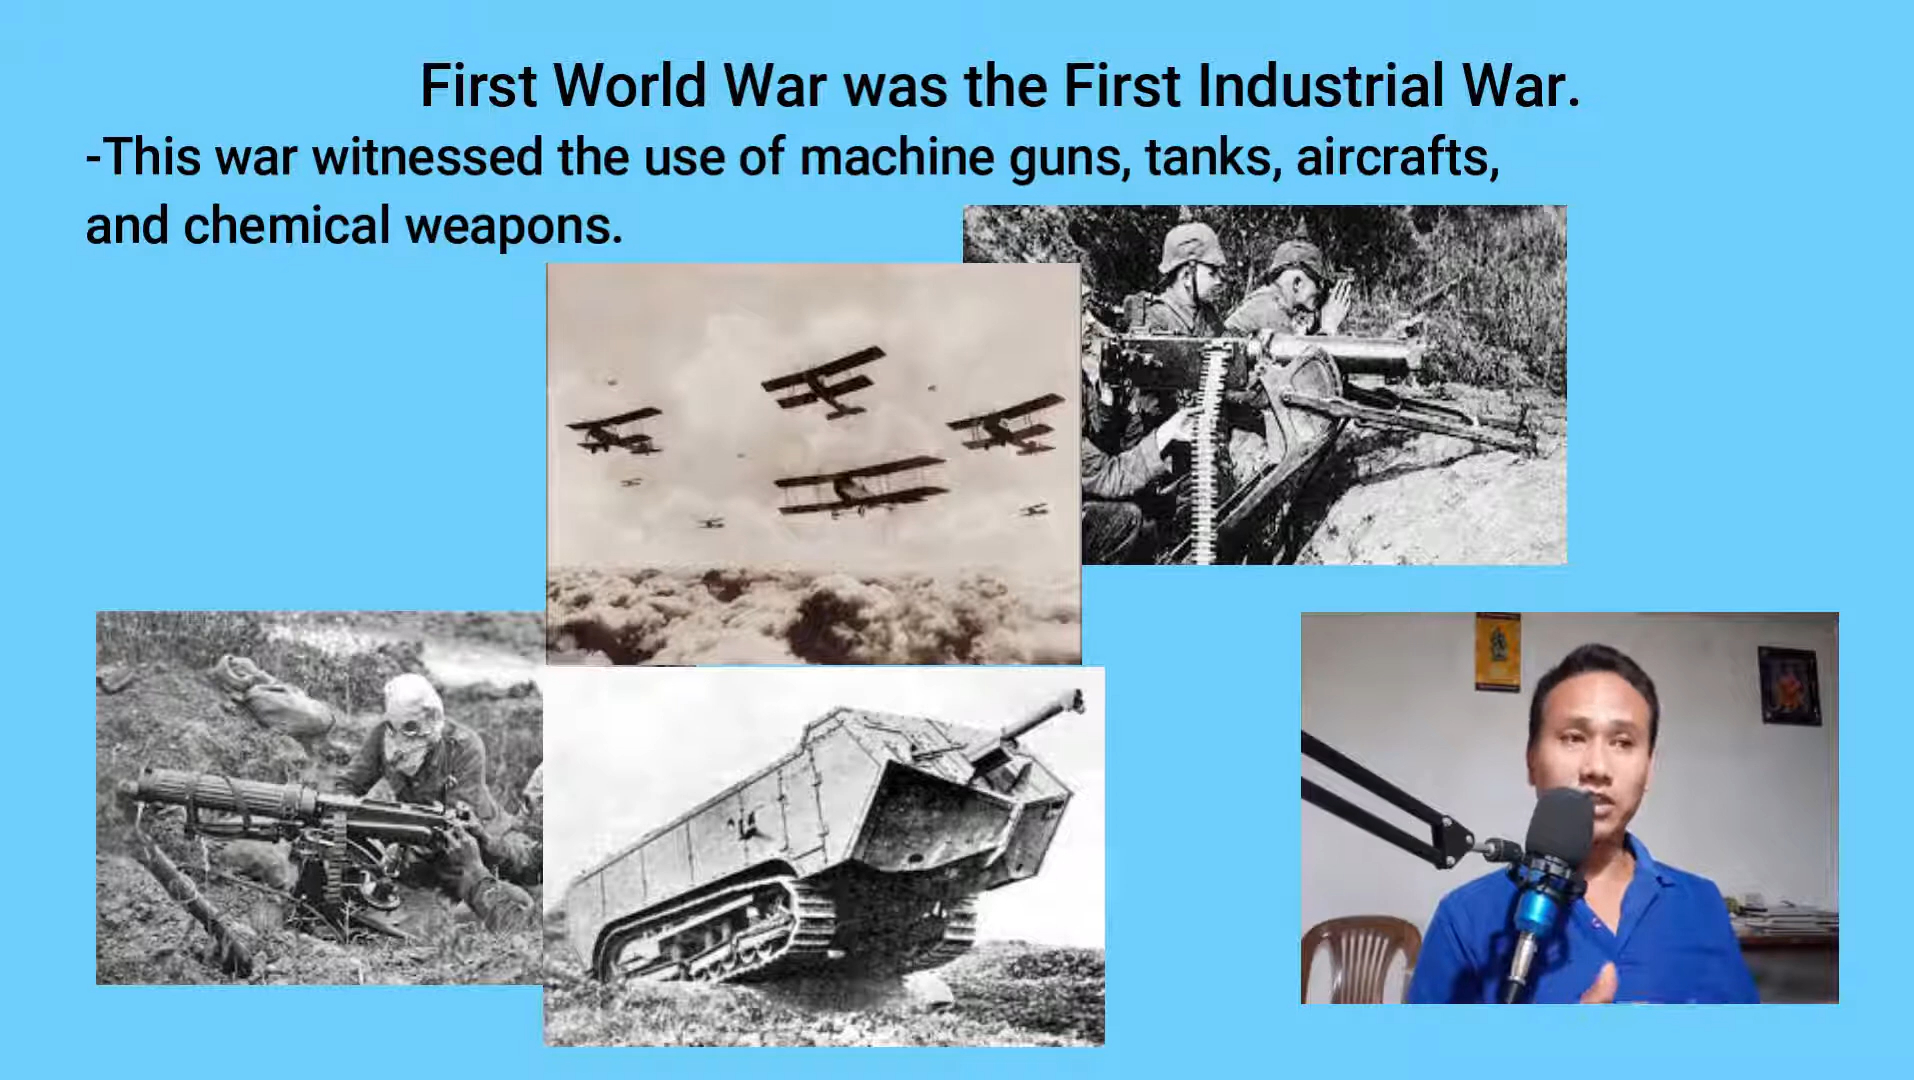 First World War was the First Industrial War.
-This war witnessed the use of machine guns, tanks, aircrafts,
and chemical weapons.